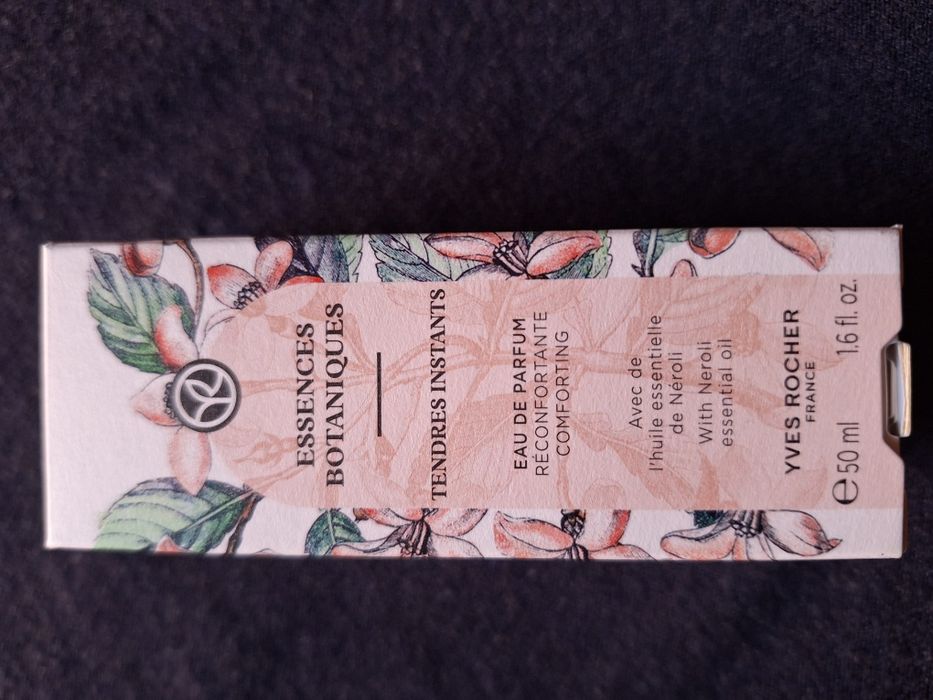 ESSENCES
BOTANIQUES
TENDRES INSTANTS
EAU DE PARFUM
RÉCONFORTANTE
COMFORTING
Avec de
l'huile essentielle
de Néroli
With Neroli
essential oil
YVES ROCHER
FRANCE
℮50 ml 1.6 fl. oz.